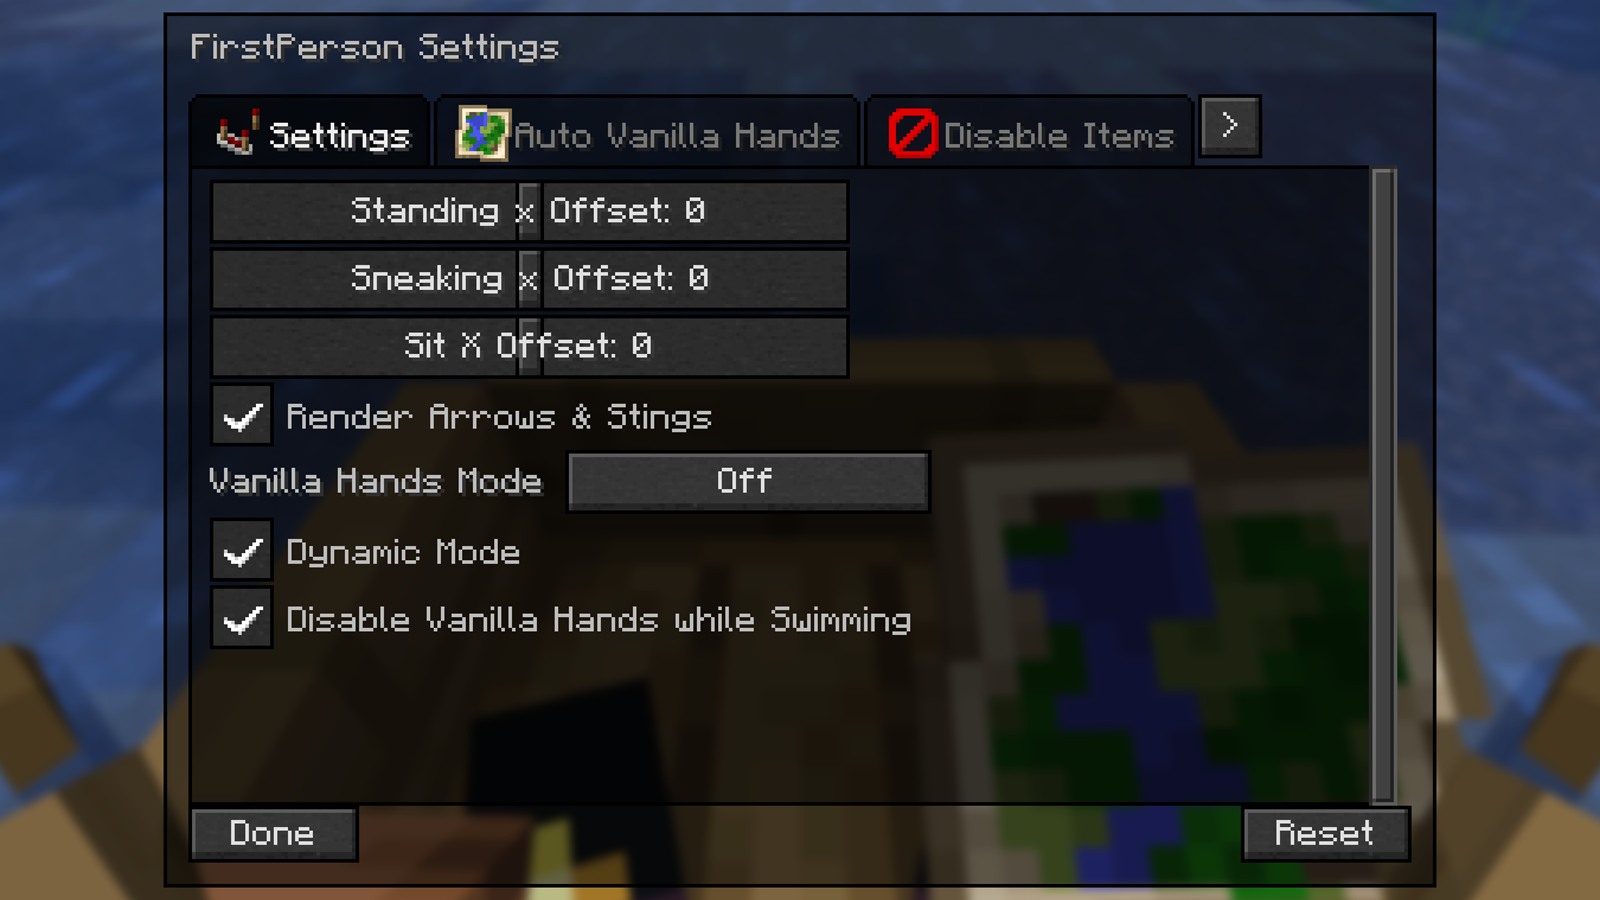 FirstPerson Settings
Settings
Auto Vanilla Hands
Disable Items
>
Standing x Offset: 0
Sneaking x Offset: 0
Sit X Offset: 0
Render Arrows & Stings
Vanilla Hands Mode
Off
Dynamic Mode
Disable Vanilla Hands while Swimming
Done
Reset